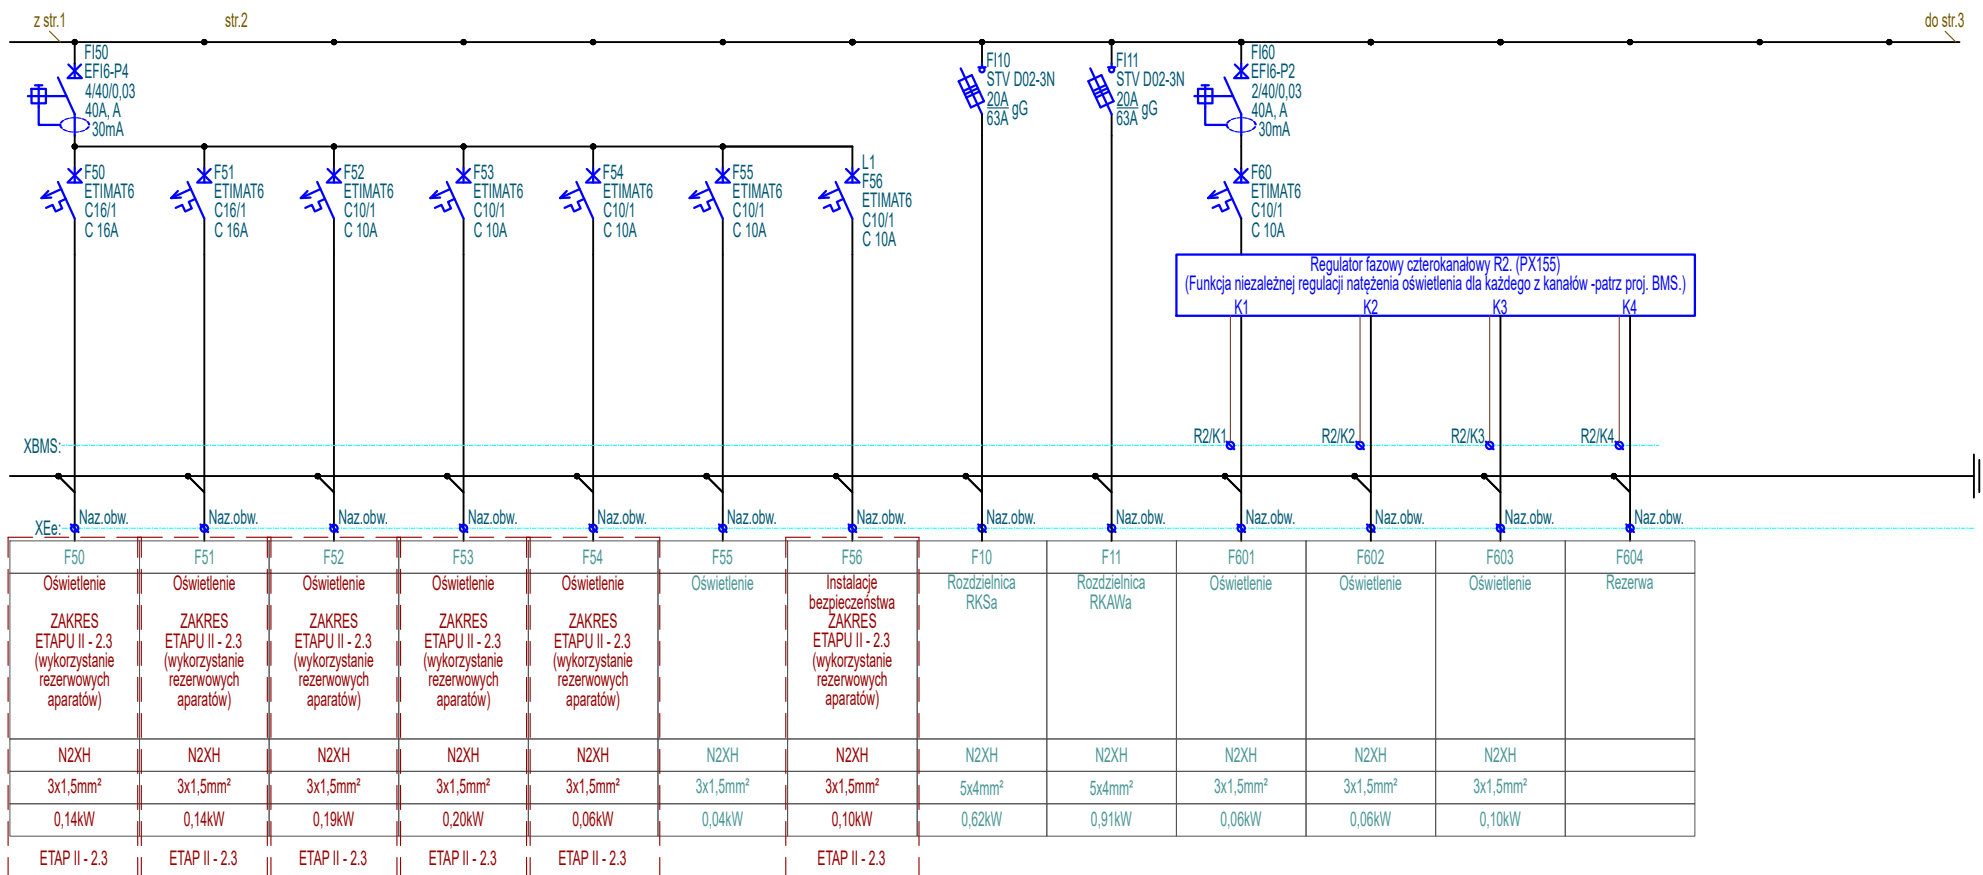 z str.1
str.2
do str.3
FI50
EFI6-P4
4/40/0,03
40A, A
30mA
FI10
STV D02-3N
20A
63A
gG
FI11
STV D02-3N
20A
63A
gG
FI60
EFI6-P2
2/40/0,03
40A, A
30mA
F50
ETIMAT6
C16/1
C 16A
F51
ETIMAT6
C16/1
C 16A
F52
ETIMAT6
C10/1
C 10A
F53
ETIMAT6
C10/1
C 10A
F54
ETIMAT6
C10/1
C 10A
F55
ETIMAT6
C10/1
C 10A
L1
F56
ETIMAT6
C10/1
C 10A
F60
ETIMAT6
C10/1
C 10A
Regulator fazowy czterokanałowy R2. (PX155)
(Funkcja niezależnej regulacji natężenia oświetlenia dla każdego z kanałów -patrz proj. BMS.)
K1 K2 K3 K4
XBMS: R2/K1 R2/K2 R2/K3 R2/K4
XEe: Naz.obw. Naz.obw. Naz.obw. Naz.obw. Naz.obw. Naz.obw. Naz.obw. Naz.obw. Naz.obw. Naz.obw. Naz.obw. Naz.obw. Naz.obw.
F50 F51 F52 F53 F54 F55 F56 F10 F11 F601 F602 F603 F604
Oświetlenie
ZAKRES
ETAPU II - 2.3
(wykorzystanie
rezerwowych
aparatów)
Oświetlenie
ZAKRES
ETAPU II - 2.3
(wykorzystanie
rezerwowych
aparatów)
Oświetlenie
ZAKRES
ETAPU II - 2.3
(wykorzystanie
rezerwowych
aparatów)
Oświetlenie
ZAKRES
ETAPU II - 2.3
(wykorzystanie
rezerwowych
aparatów)
Oświetlenie
ZAKRES
ETAPU II - 2.3
(wykorzystanie
rezerwowych
aparatów)
Oświetlenie
Instalacje
bezpieczeństwa
ZAKRES
ETAPU II - 2.3
(wykorzystanie
rezerwowych
aparatów)
Rozdzielnica
RKSa
Rozdzielnica
RKAWa
Oświetlenie
Oświetlenie
Oświetlenie
Rezerwa
N2XH N2XH N2XH N2XH N2XH N2XH N2XH N2XH N2XH N2XH N2XH N2XH
3x1,5mm² 3x1,5mm² 3x1,5mm² 3x1,5mm² 3x1,5mm² 3x1,5mm² 3x1,5mm² 5x4mm² 5x4mm² 3x1,5mm² 3x1,5mm² 3x1,5mm²
0,14kW 0,14kW 0,19kW 0,20kW 0,06kW 0,04kW 0,10kW 0,62kW 0,91kW 0,06kW 0,06kW 0,10kW
ETAP II - 2.3 ETAP II - 2.3 ETAP II - 2.3 ETAP II - 2.3 ETAP II - 2.3 ETAP II - 2.3